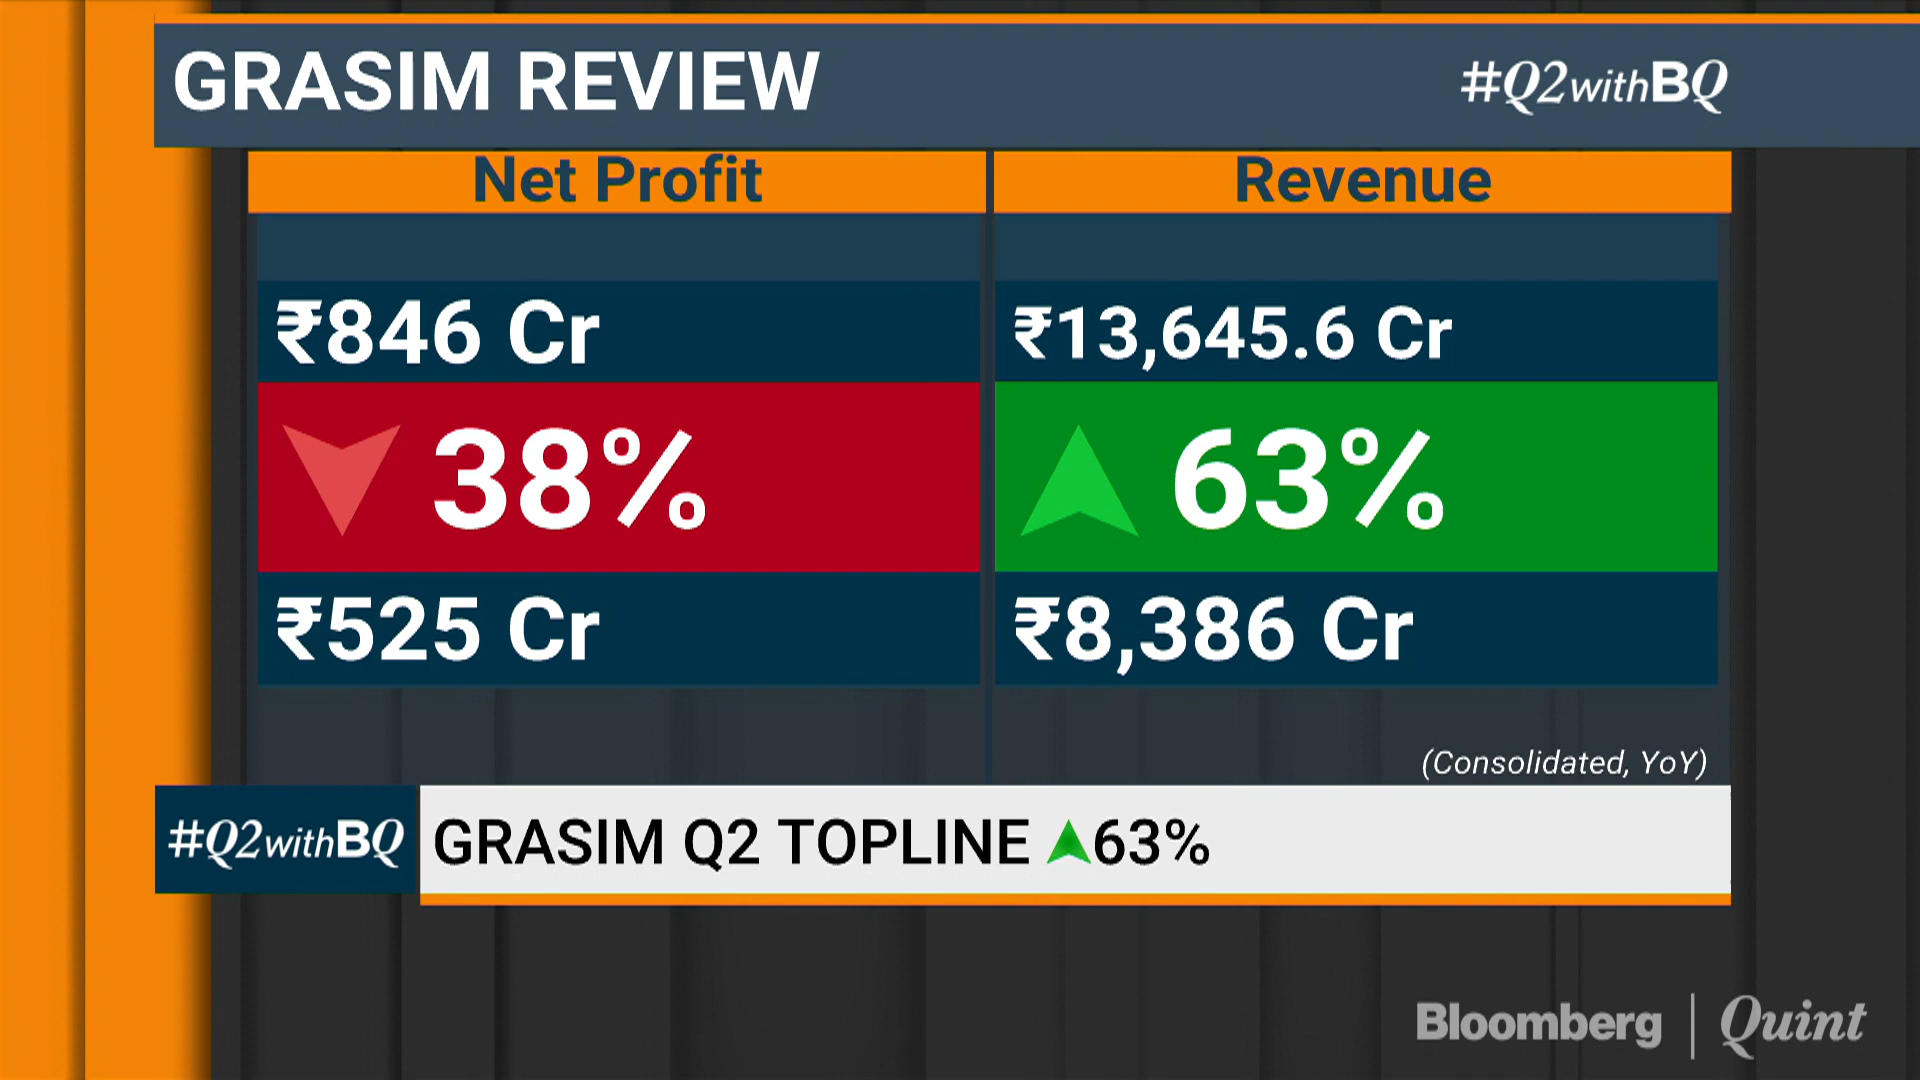 GRASIM REVIEW
#Q2withBQ
Net Profit
Revenue
₹846 Cr
₹13,645.6 Cr
38%
63%
₹525 Cr
₹8,386 Cr
(Consolidated, YoY)
#Q2withBQ
GRASIM Q2 TOPLINE ▲63%
Bloomberg | Quint